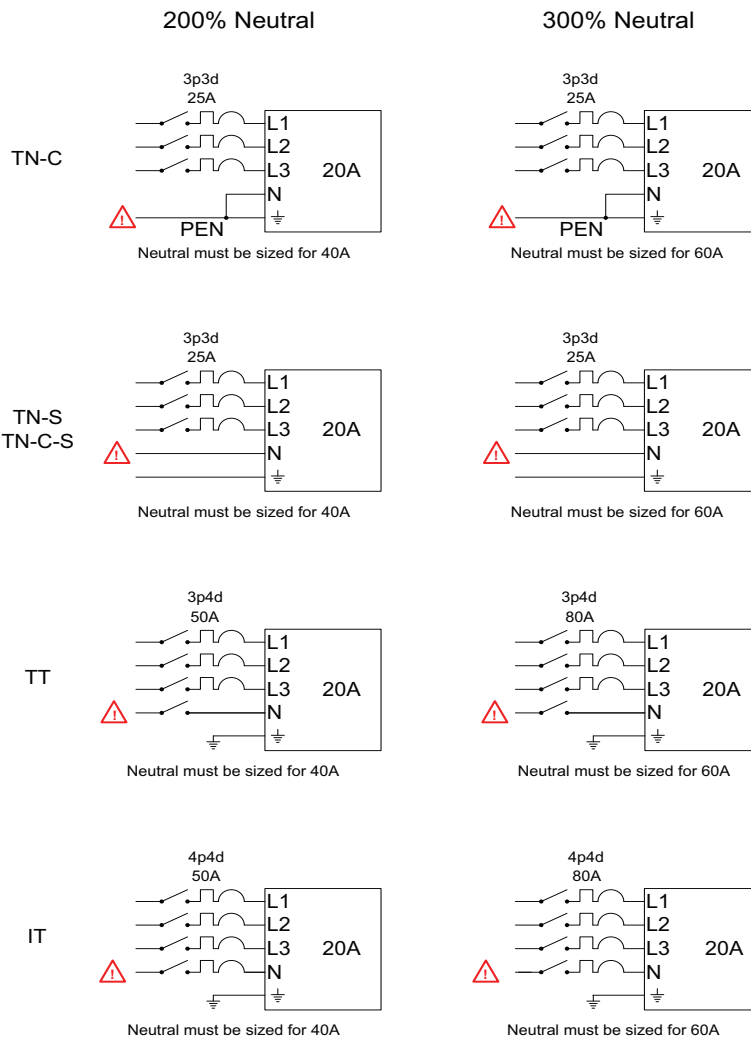 200% Neutral
300% Neutral
TN-C
3p3d
25A
L1
L2
L3
N
20A
PEN
Neutral must be sized for 40A
3p3d
25A
L1
L2
L3
N
20A
PEN
Neutral must be sized for 60A
TN-S
TN-C-S
3p3d
25A
L1
L2
L3
N
20A
Neutral must be sized for 40A
3p3d
25A
L1
L2
L3
N
20A
Neutral must be sized for 60A
TT
3p4d
50A
L1
L2
L3
N
20A
Neutral must be sized for 40A
3p4d
80A
L1
L2
L3
N
20A
Neutral must be sized for 60A
IT
4p4d
50A
L1
L2
L3
N
20A
Neutral must be sized for 40A
4p4d
80A
L1
L2
L3
N
20A
Neutral must be sized for 60A